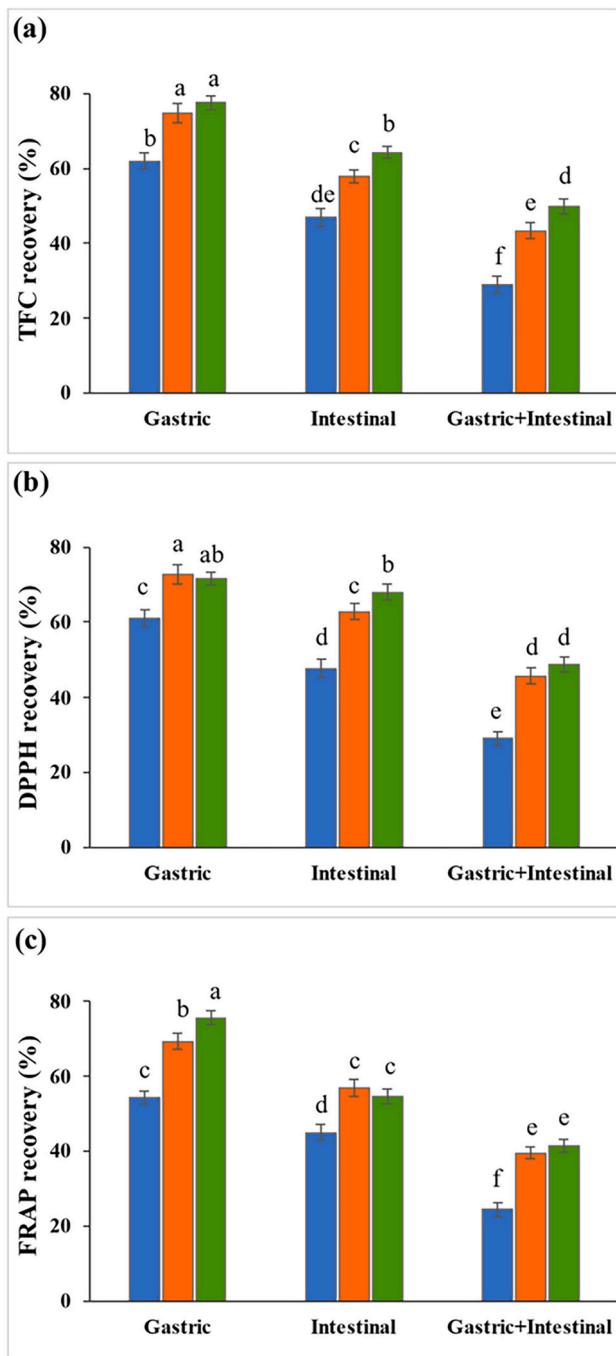 (a)
TFC recovery (%)
80
60
40
20
0
b a a
de c b
f e d
Gastric Intestinal Gastric+Intestinal
(b)
DPPH recovery (%)
80
60
40
20
0
c a ab
d c b
e d d
Gastric Intestinal Gastric+Intestinal
(c)
FRAP recovery (%)
80
60
40
20
0
c b a
d c c
f e e
Gastric Intestinal Gastric+Intestinal